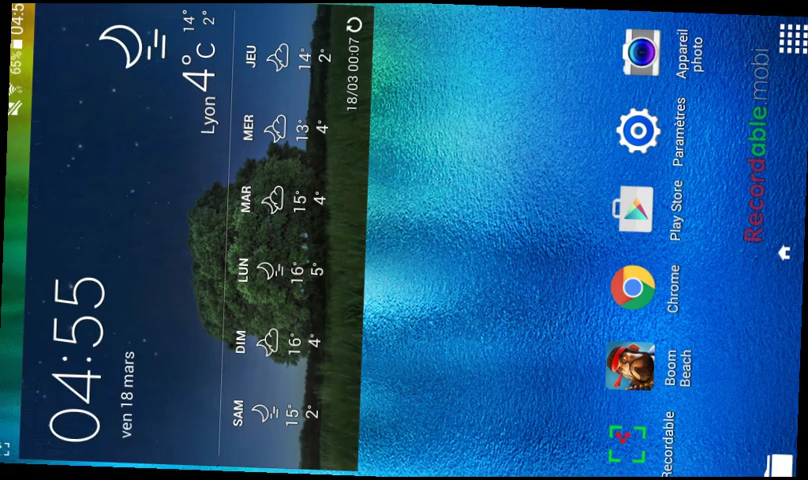 65% 04:5
04:55
ven 18 mars
14°
2°
Lyon 4°C
SAM DIM LUN MAR MER JEU
15° 16° 16° 15° 13° 14°
2° 4° 5° 4° 4° 2°
18/03 00:07
Recordable
Boom Beach
Chrome
Play Store
Paramètres
Appareil photo
Recordable.mobi